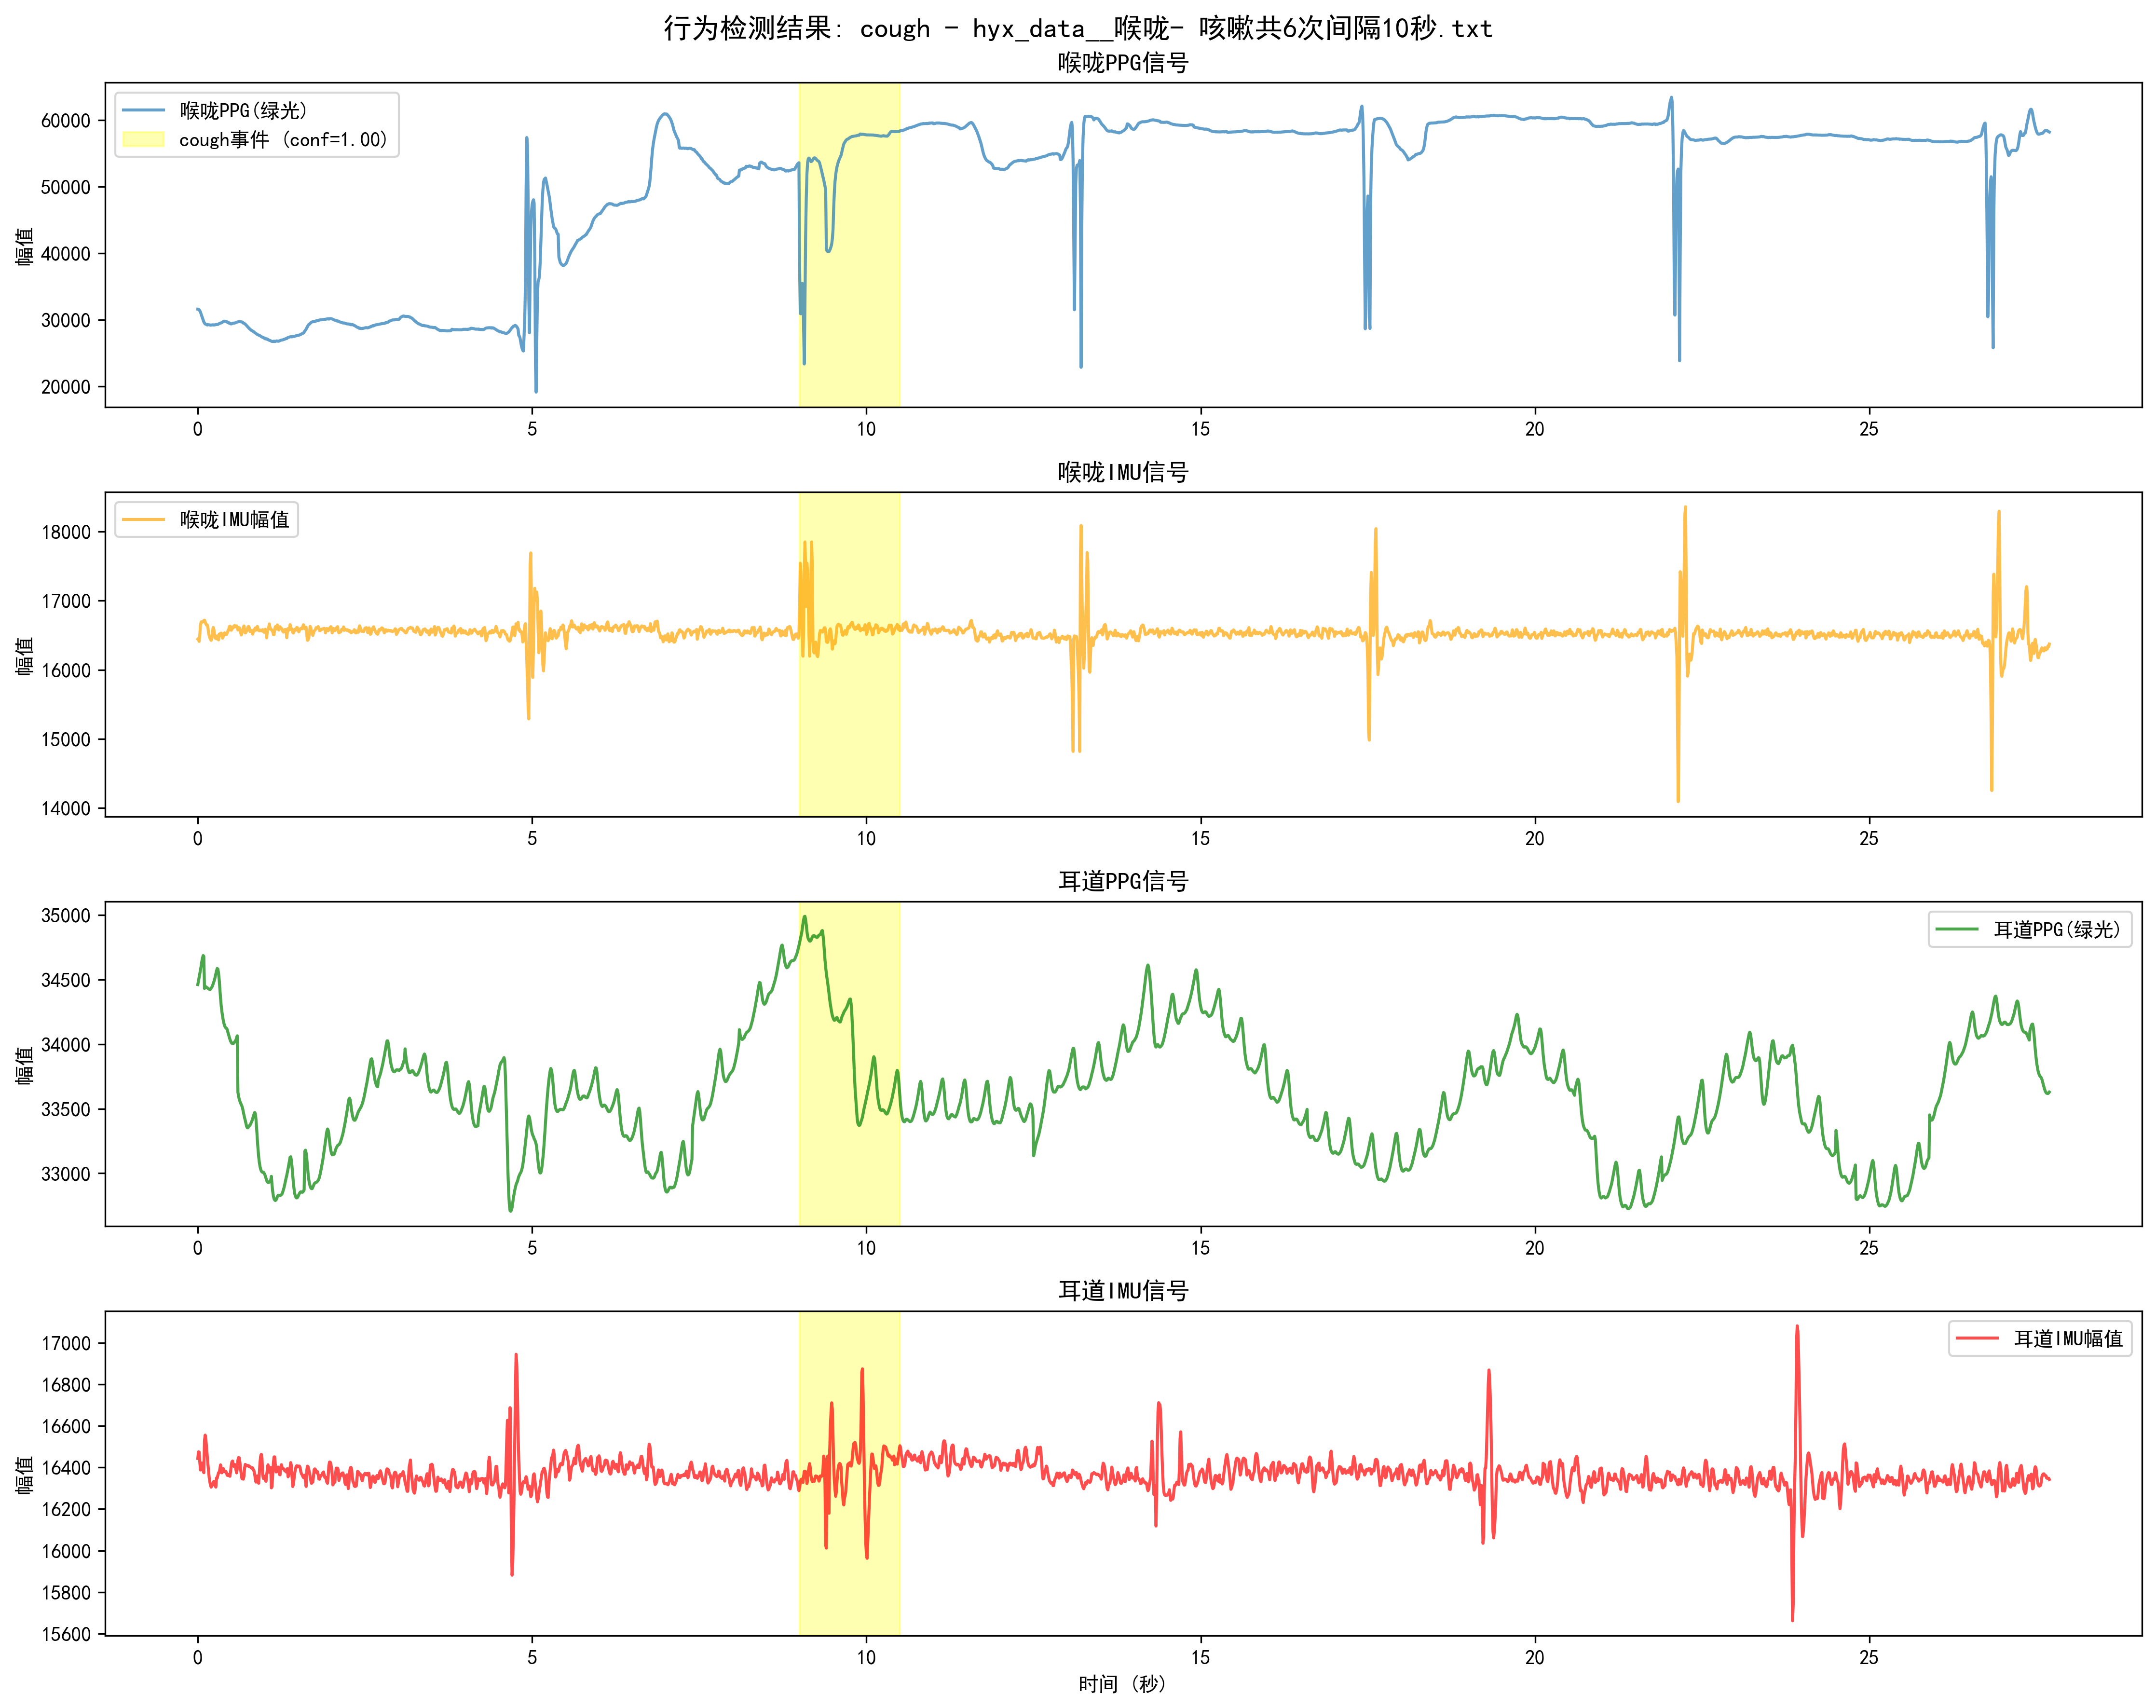 行为检测结果: cough - hyx_data__喉咙- 咳嗽共6次间隔10秒.txt
喉咙PPG信号
喉咙PPG(绿光)
cough事件 (conf=1.00)
幅值
60000
50000
40000
30000
20000
0 5 10 15 20 25
喉咙IMU信号
喉咙IMU幅值
幅值
18000
17000
16000
15000
14000
0 5 10 15 20 25
耳道PPG信号
耳道PPG(绿光)
幅值
35000
34500
34000
33500
33000
0 5 10 15 20 25
耳道IMU信号
耳道IMU幅值
幅值
17000
16800
16600
16400
16200
16000
15800
15600
0 5 10 15 20 25
时间 (秒)